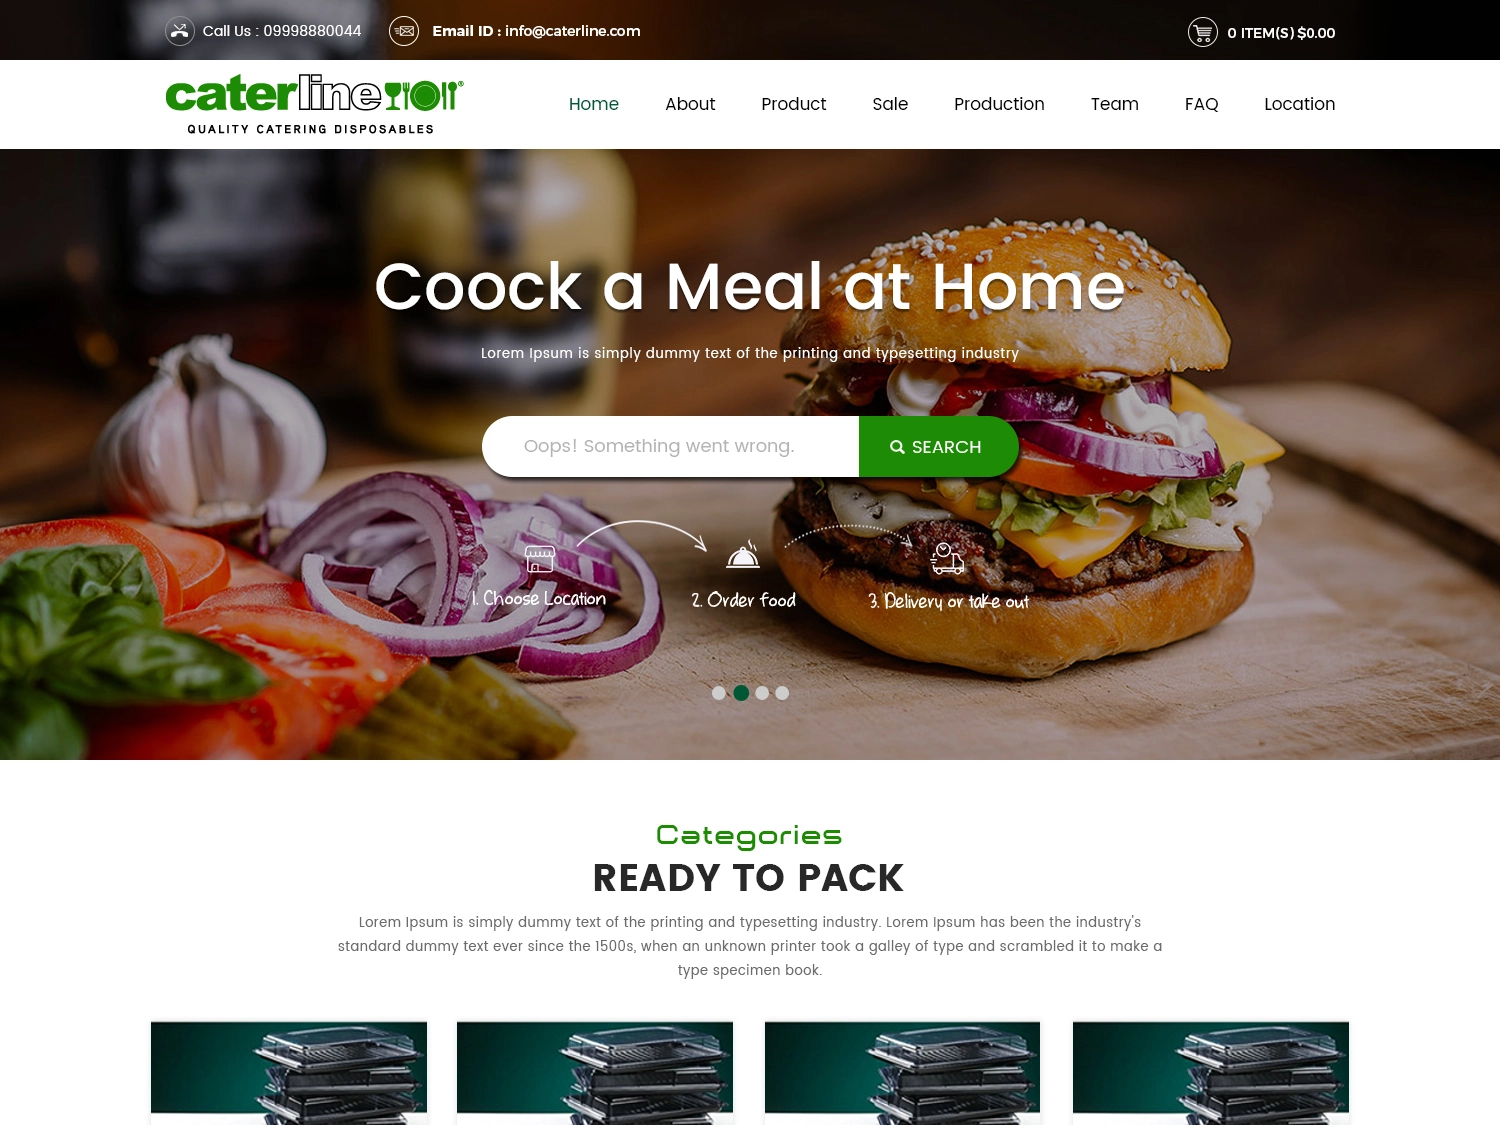 Call Us : 09998880044
Email ID : info@caterline.com
0 ITEM(S) $0.00
caterline®
QUALITY CATERING DISPOSABLES
Home About Product Sale Production Team FAQ Location
Coock a Meal at Home
Lorem Ipsum is simply dummy text of the printing and typesetting industry
Oops! Something went wrong.
SEARCH
1. Choose Location
2. Order food
3. Delivery or take out
Categories
READY TO PACK
Lorem Ipsum is simply dummy text of the printing and typesetting industry. Lorem Ipsum has been the industry's
standard dummy text ever since the 1500s, when an unknown printer took a galley of type and scrambled it to make a
type specimen book.